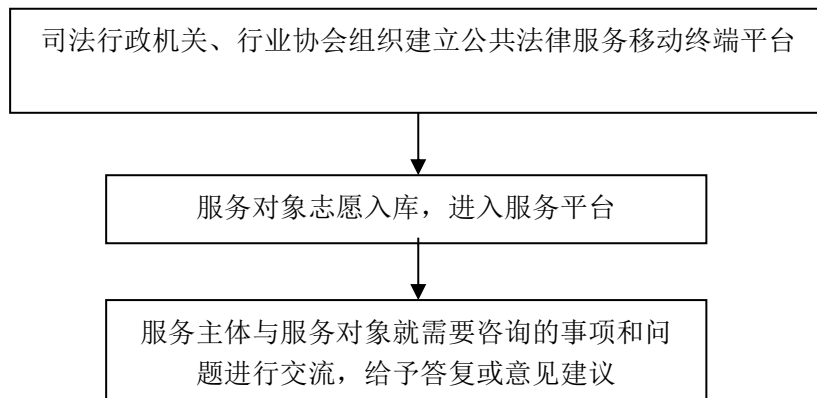 司法行政机关、行业协会组织建立公共法律服务移动终端平台
服务对象志愿入库，进入服务平台
服务主体与服务对象就需要咨询的事项和问
题进行交流，给予答复或意见建议